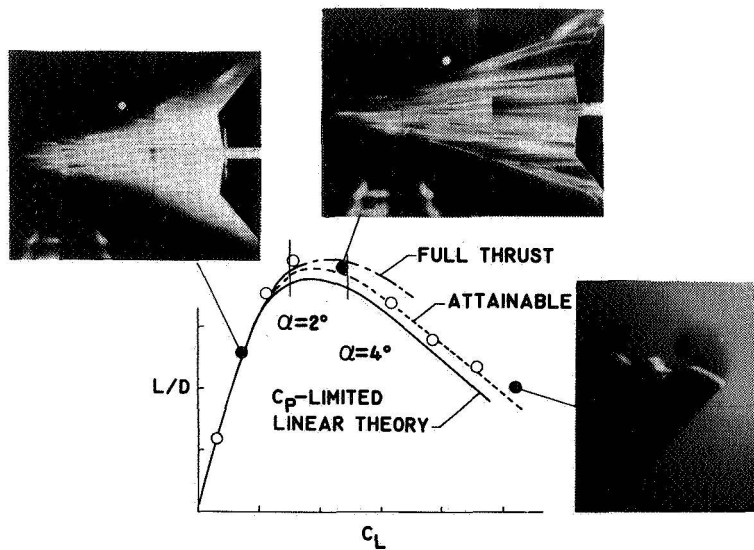 FULL THRUST
ATTAINABLE
α=2°
α=4°
L/D
CP-LIMITED
LINEAR THEORY
CL